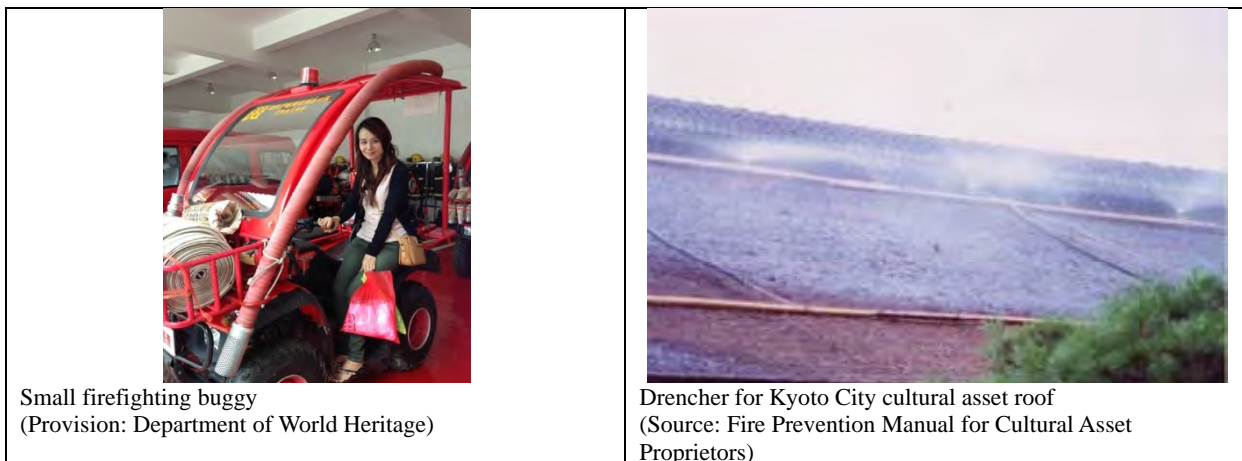 Small firefighting buggy
(Provision: Department of World Heritage)
Drencher for Kyoto City cultural asset roof
(Source: Fire Prevention Manual for Cultural Asset
Proprietors)